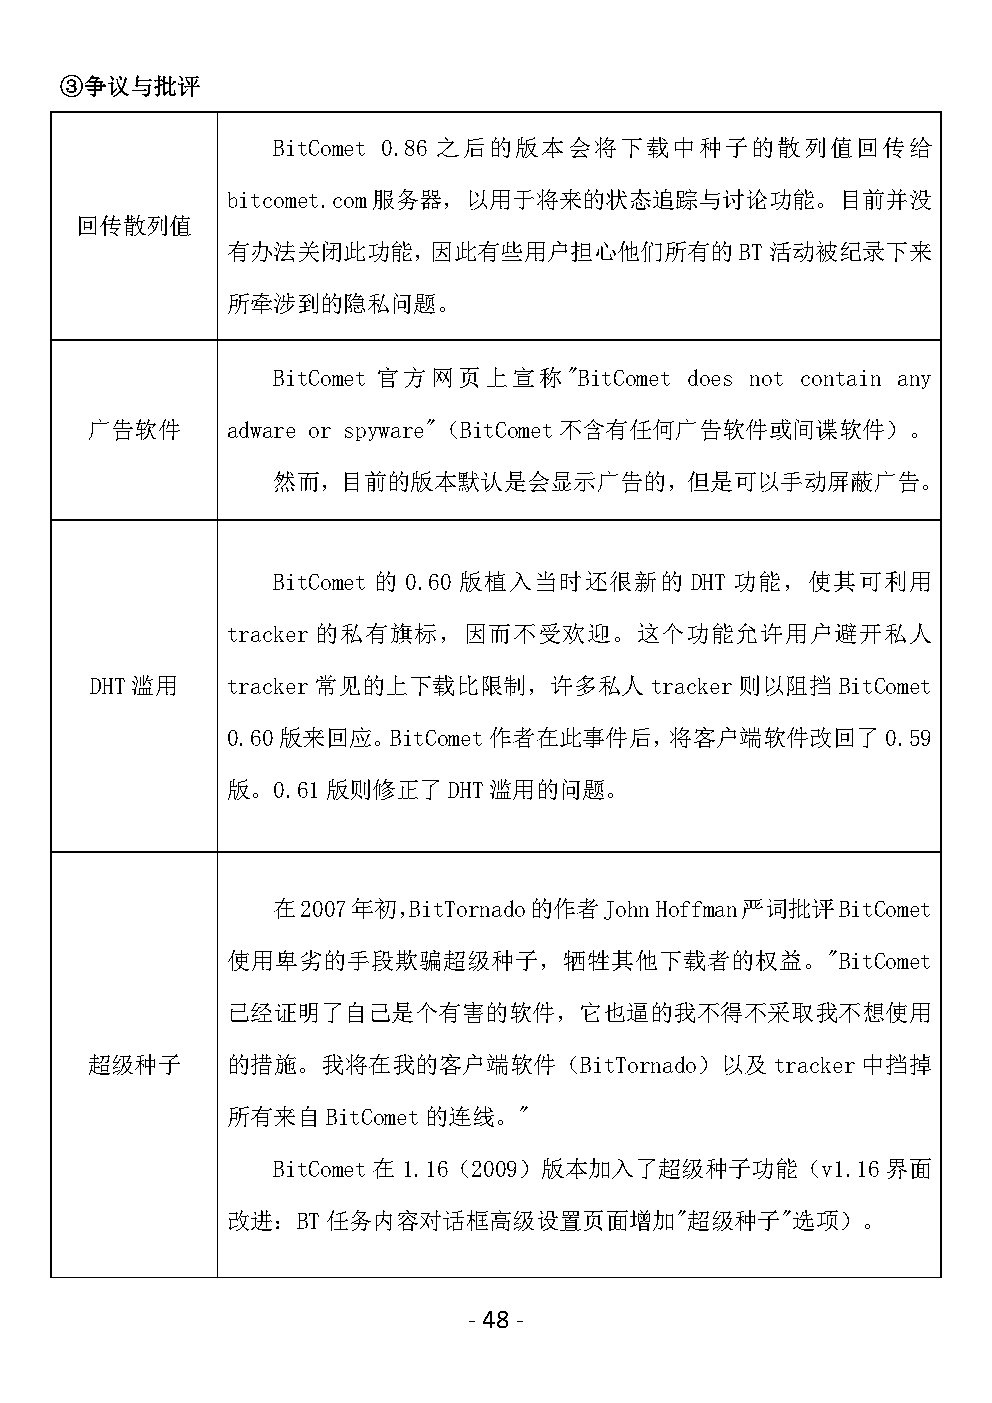 ③争议与批评
回传散列值
BitComet 0.86 之后的版本会将下载中种子的散列值回传给
bitcomet.com 服务器，以用于将来的状态追踪与讨论功能。目前并没
有办法关闭此功能，因此有些用户担心他们所有的 BT 活动被纪录下来
所牵涉到的隐私问题。
广告软件
BitComet 官方网页上宣称"BitComet does not contain any
adware or spyware"（BitComet 不含有任何广告软件或间谍软件）。
然而，目前的版本默认是会显示广告的，但是可以手动屏蔽广告。
DHT 滥用
BitComet 的 0.60 版植入当时还很新的 DHT 功能，使其可利用
tracker 的私有旗标，因而不受欢迎。这个功能允许用户避开私人
tracker 常见的上下载比限制，许多私人 tracker 则以阻挡 BitComet
0.60 版来回应。BitComet 作者在此事件后，将客户端软件改回了 0.59
版。0.61 版则修正了 DHT 滥用的问题。
超级种子
在 2007 年初，BitTornado 的作者 John Hoffman 严词批评 BitComet
使用卑劣的手段欺骗超级种子，牺牲其他下载者的权益。"BitComet
已经证明了自己是个有害的软件，它也逼的我不得不采取我不想使用
的措施。我将在我的客户端软件（BitTornado）以及 tracker 中挡掉
所有来自 BitComet 的连线。"
BitComet 在 1.16（2009）版本加入了超级种子功能（v1.16 界面
改进：BT 任务内容对话框高级设置页面增加"超级种子"选项）。
- 48 -